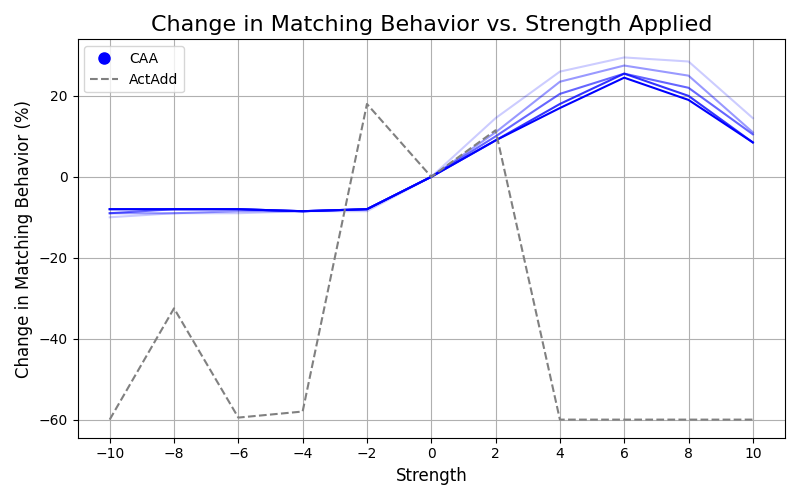 Change in Matching Behavior vs. Strength Applied
CAA
ActAdd
Change in Matching Behavior (%)
20
0
−20
−40
−60
−10 −8 −6 −4 −2 0 2 4 6 8 10
Strength